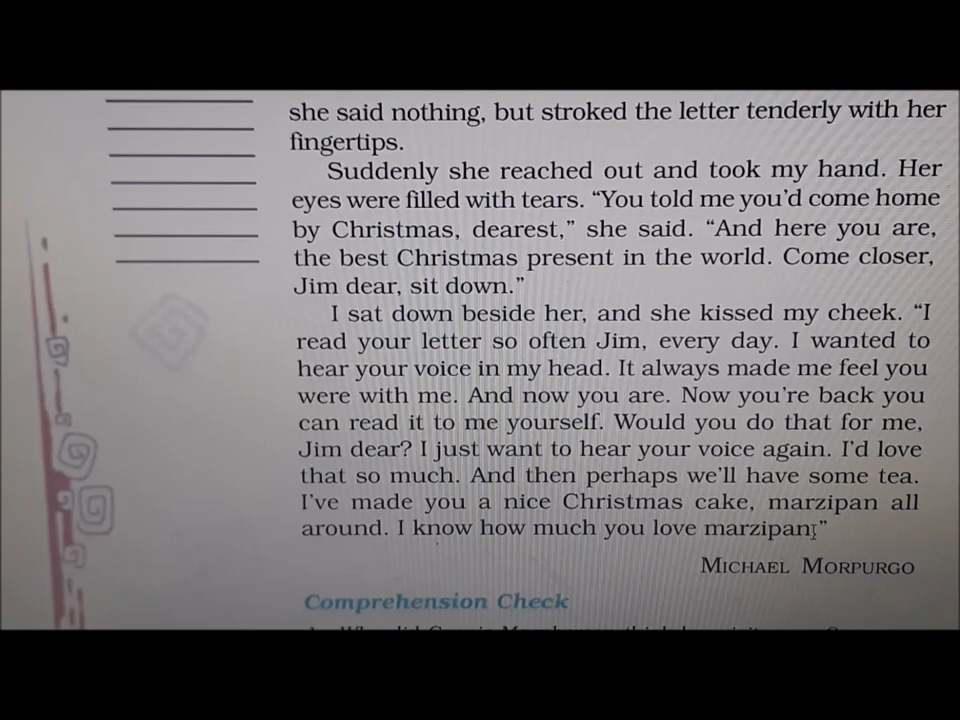 she said nothing, but stroked the letter tenderly with her
fingertips.
Suddenly she reached out and took my hand. Her
eyes were filled with tears. “You told me you’d come home
by Christmas, dearest,” she said. “And here you are,
the best Christmas present in the world. Come closer,
Jim dear, sit down.”
I sat down beside her, and she kissed my cheek. “I
read your letter so often Jim, every day. I wanted to
hear your voice in my head. It always made me feel you
were with me. And now you are. Now you’re back you
can read it to me yourself. Would you do that for me,
Jim dear? I just want to hear your voice again. I’d love
that so much. And then perhaps we’ll have some tea.
I’ve made you a nice Christmas cake, marzipan all
around. I know how much you love marzipan.”
MICHAEL MORPURGO
Comprehension Check